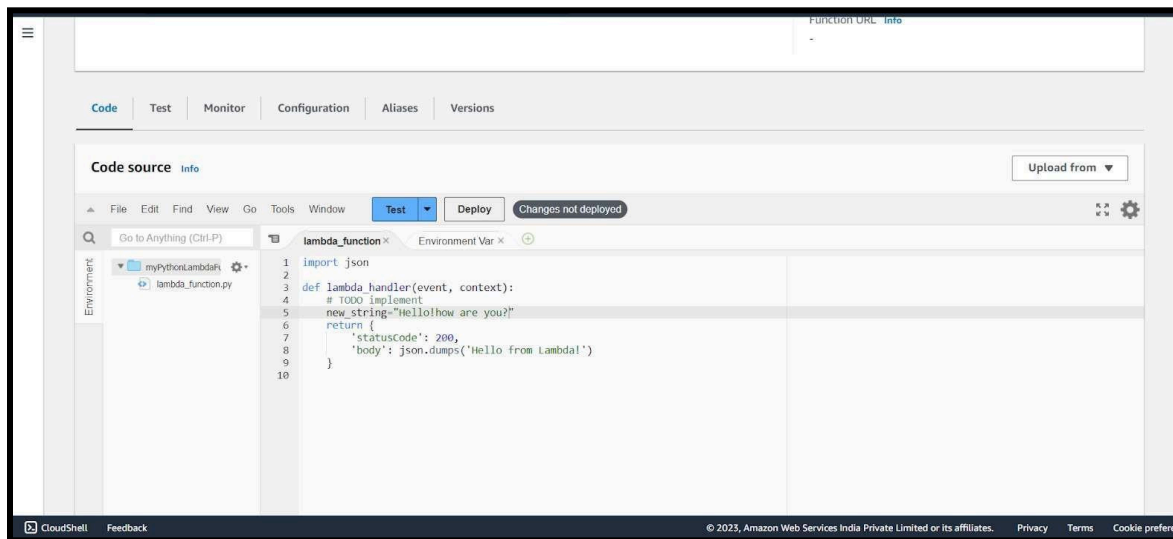 Function URL Info
-
Code Test Monitor Configuration Aliases Versions
Code source Info
Upload from
File Edit Find View Go Tools Window Test Deploy Changes not deployed
Go to Anything (Ctrl-P)
lambda_function Environment Var
Environment
myPythonLambdaFu
lambda_function.py
1 import json
2
3 def lambda_handler(event, context):
4 # TODO implement
5 new_string="Hello!how are you?"
6 return {
7 'statusCode': 200,
8 'body': json.dumps('Hello from Lambda!')
9 }
10
CloudShell Feedback © 2023, Amazon Web Services India Private Limited or its affiliates. Privacy Terms Cookie prefere